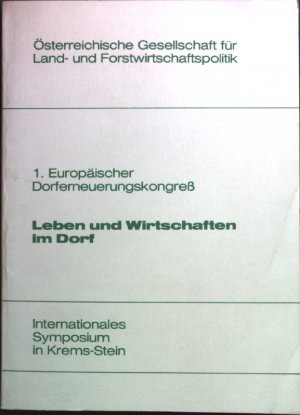 Österreichische Gesellschaft für
Land- und Forstwirtschaftspolitik
1. Europäischer
Dorferneuerungskongreß
Leben und Wirtschaften
im Dorf
Internationales
Symposium
in Krems-Stein